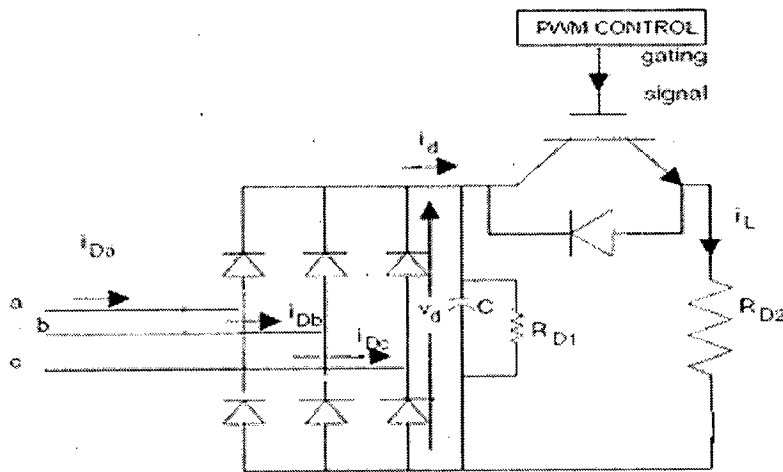 PWM CONTROL
gating
signal
i_d
i_L
i_Da
a
b
i_Db
c
i_Dc
v_d
C
R_D1
R_D2